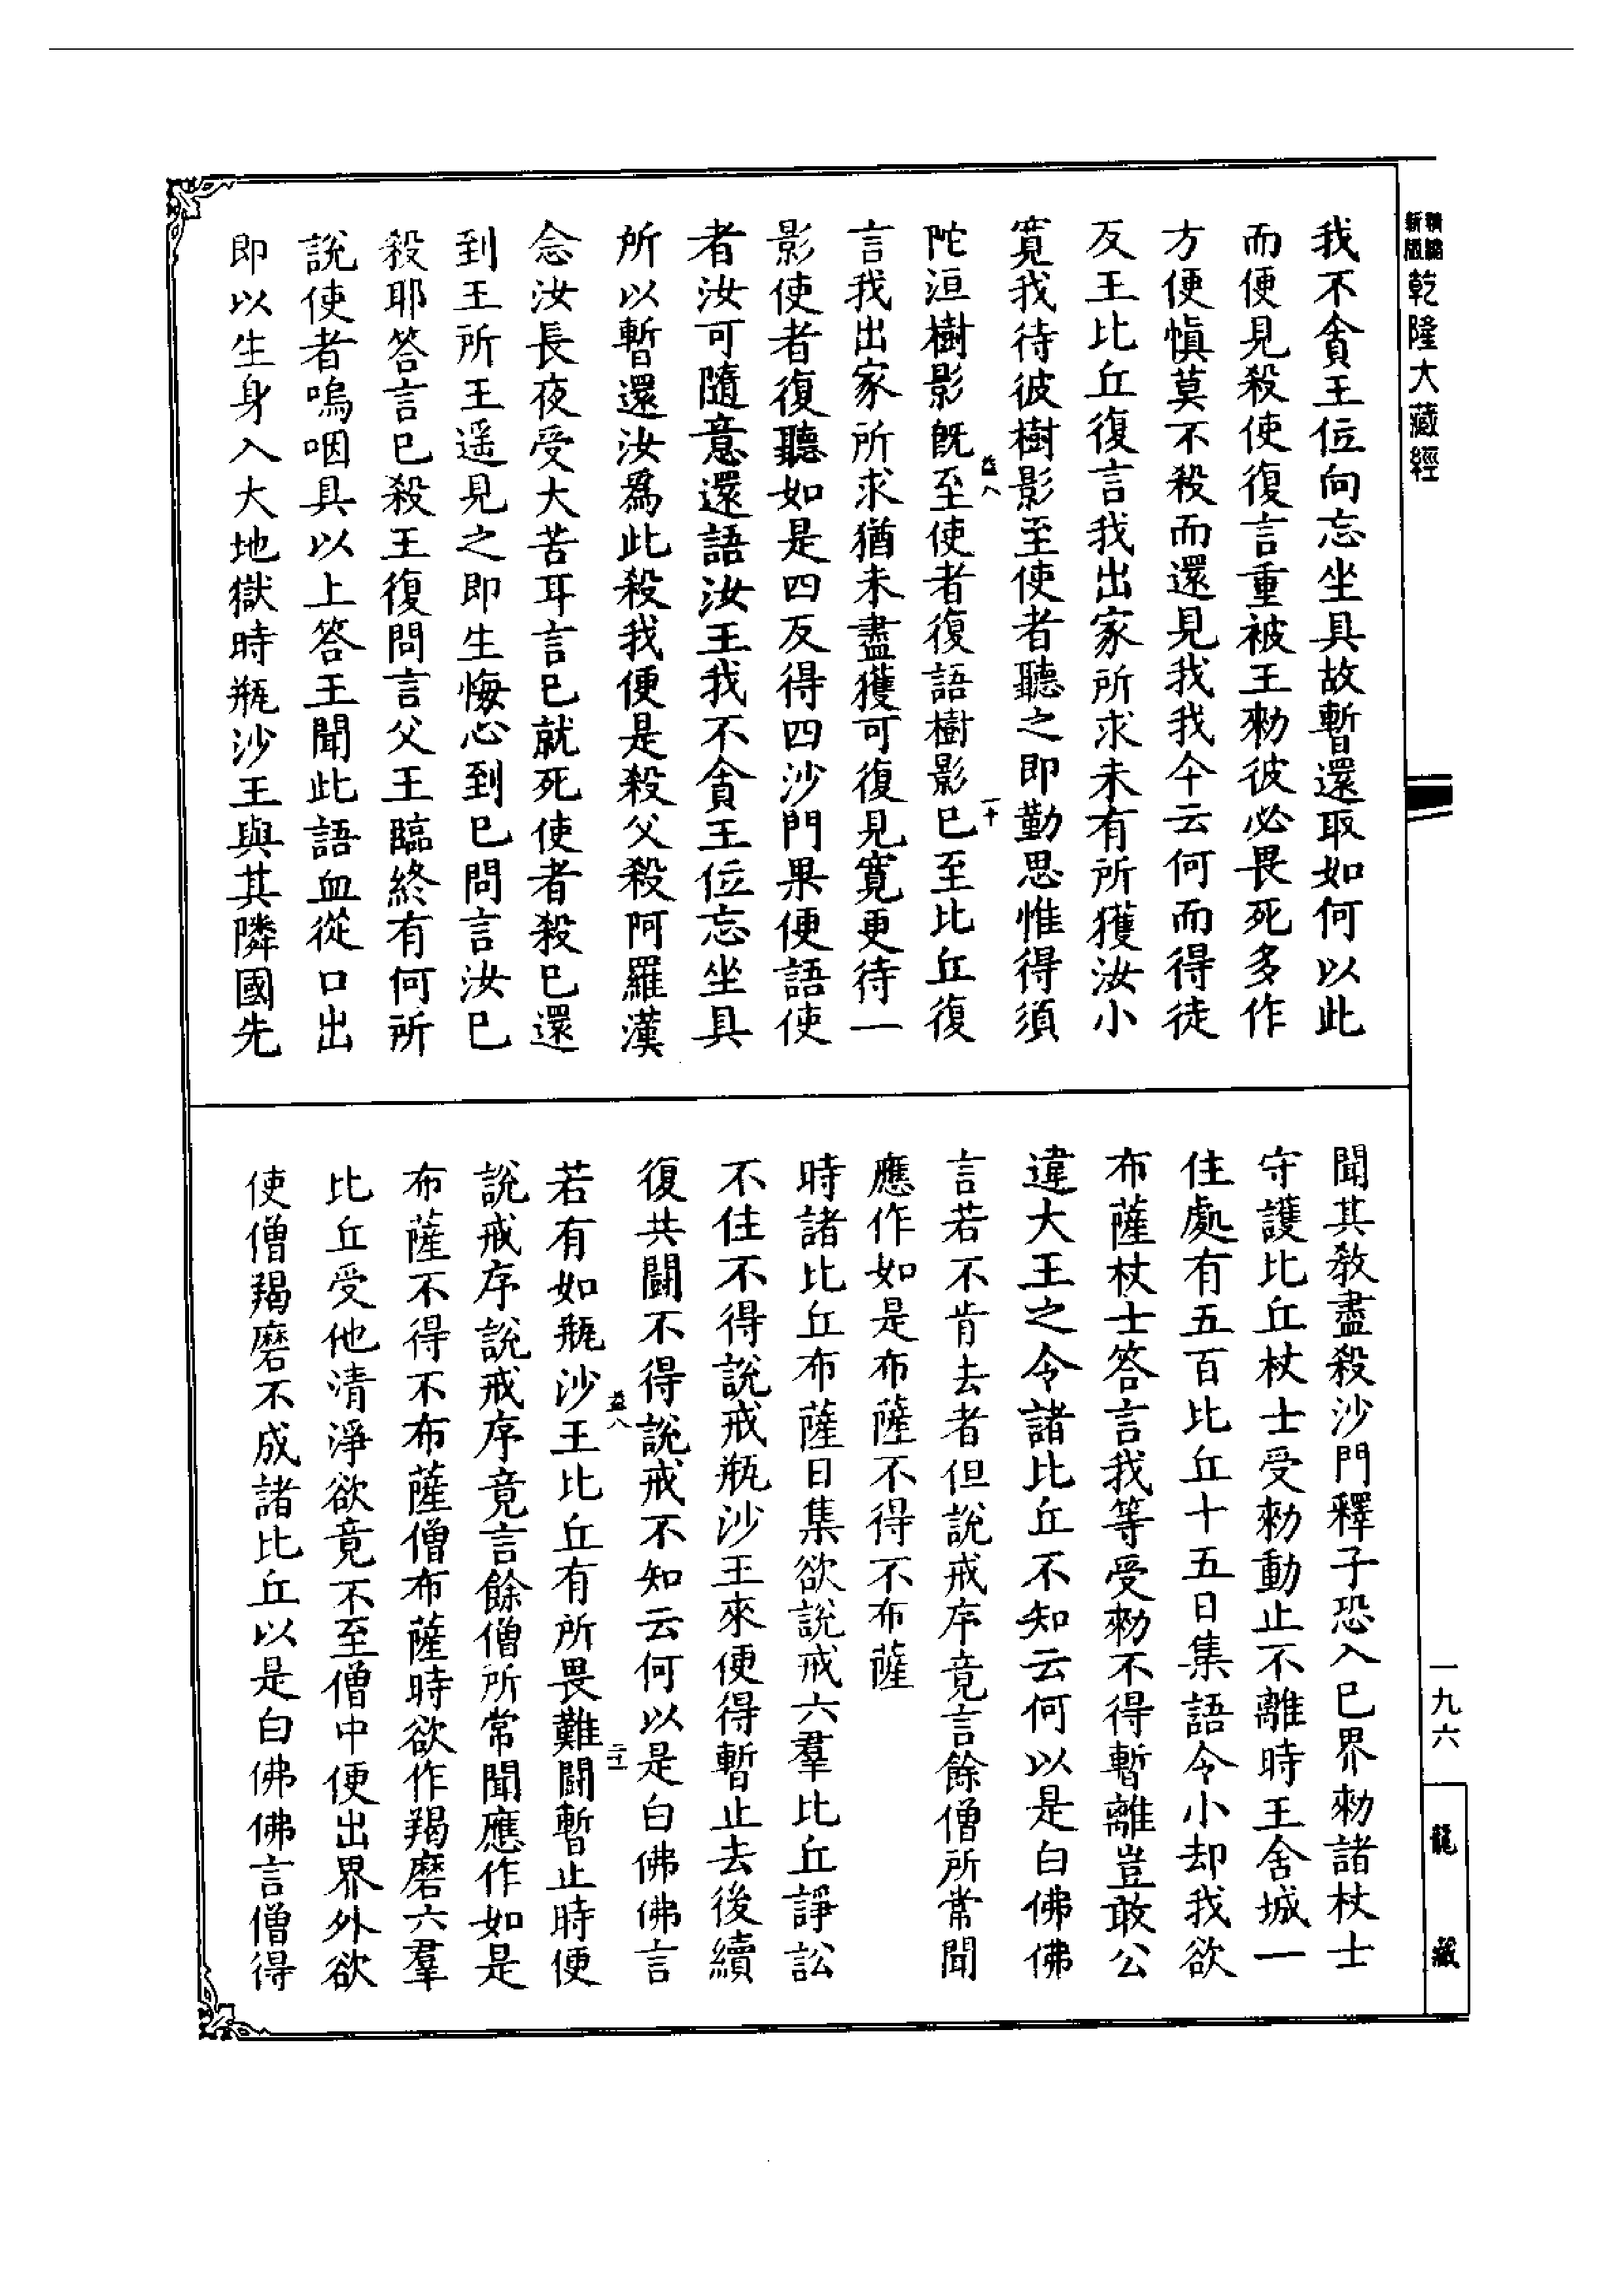 精縮
新版
乾隆大藏經
我不貪王位向忘坐具故暫還取如何以此
而便見殺使復言重被王勑彼必畏死多作
方便愼莫不殺而還見我我今云何而得徒
反王比丘復言我出家所求未有所獲汝小
寬我待彼樹影至使者聽之即勤思惟得須
陀洹樹影旣至使者復語樹影巳至比丘復
益八
二十
言我出家所求猶未盡獲可復見寬更待一
影使者復聽如是四反得四沙門果便語使
者汝可隨意還語汝王我不貪王位忘坐具
所以暫還汝爲此殺我便是殺父殺阿羅漢
念汝長夜受大苦耳言巳就死使者殺巳還
到王所王遥見之即生悔心到巳問言汝巳
殺耶答言巳殺王復問言父王臨終有何所
說使者嗚咽具以上答王聞此語血從口出
即以生身入大地獄時瓶沙王與其隣國先
聞其敎盡殺沙門釋子恐入巳界勑諸杖士
守護比丘杖士受勑動止不離時王舍城一
住處有五百比丘十五日集語令小却我欲
布薩杖士答言我等受勑不得暫離豈敢公
違大王之令諸比丘不知云何以是白佛佛
言若不肯去者但說戒序竟言餘僧所常聞
應作如是布薩不得不布薩
時諸比丘布薩日集欲說戒六羣比丘諍訟
不住不得說戒瓶沙王來便得暫止去後續
復共鬪不得說戒不知云何以是白佛佛言
益八
二十一
若有如瓶沙王比丘有所畏難鬪暫止時便
說戒序說戒序竟言餘僧所常聞應作如是
布薩不得不布薩僧布薩時欲作羯磨六羣
比丘受他清淨欲竟不至僧中便出界外欲
使僧羯磨不成諸比丘以是白佛佛言僧得
一九六
龍藏